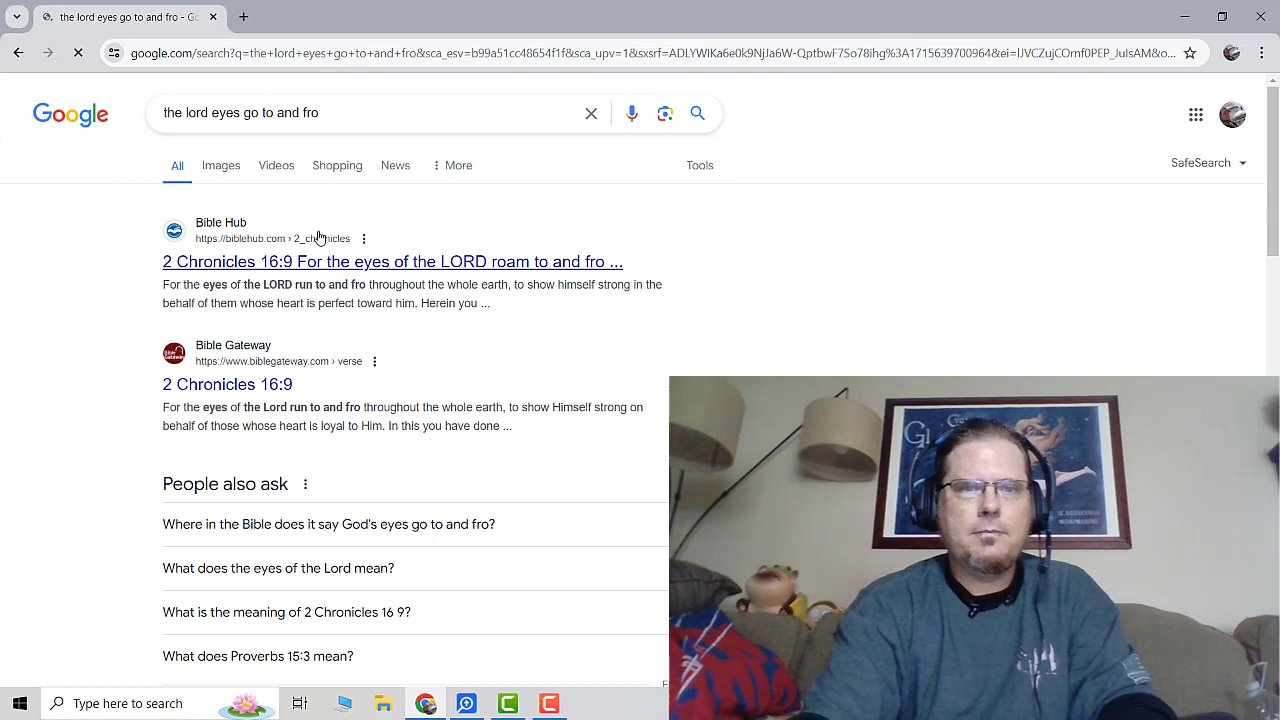 the lord eyes go to and fro - Go
google.com/search?q=the+lord+eyes+go+to+and+fro&sca_esv=b99a51cc48654f1f&sca_upv=1&sxsrf=ADLYWIKa6e0k9NjJa6W-QptbwF7So78ihg%3A1715639700964&ei=lJVCZujCOrnf0PEP_JuIsAM&o...
Google
the lord eyes go to and fro
All Images Videos Shopping News More Tools
SafeSearch
Bible Hub
https://biblehub.com › 2_chronicles
2 Chronicles 16:9 For the eyes of the LORD roam to and fro ...
For the eyes of the LORD run to and fro throughout the whole earth, to show himself strong in the
behalf of them whose heart is perfect toward him. Herein you ...
Bible Gateway
https://www.biblegateway.com › verse
2 Chronicles 16:9
For the eyes of the Lord run to and fro throughout the whole earth, to show Himself strong on
behalf of those whose heart is loyal to Him. In this you have done ...
People also ask
Where in the Bible does it say God's eyes go to and fro?
What does the eyes of the Lord mean?
What is the meaning of 2 Chronicles 16 9?
What does Proverbs 15:3 mean?
Type here to search